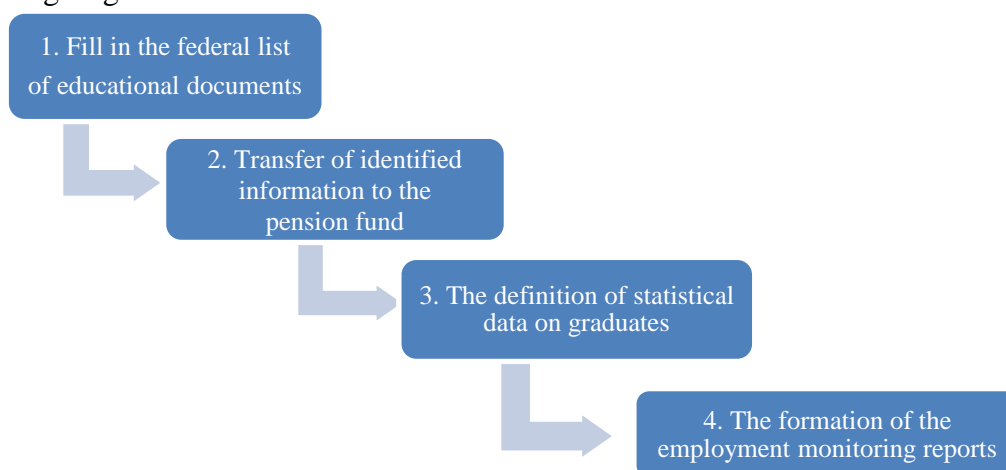 1. Fill in the federal list
of educational documents
2. Transfer of identified
information to the
pension fund
3. The definition of statistical
data on graduates
4. The formation of the
employment monitoring reports